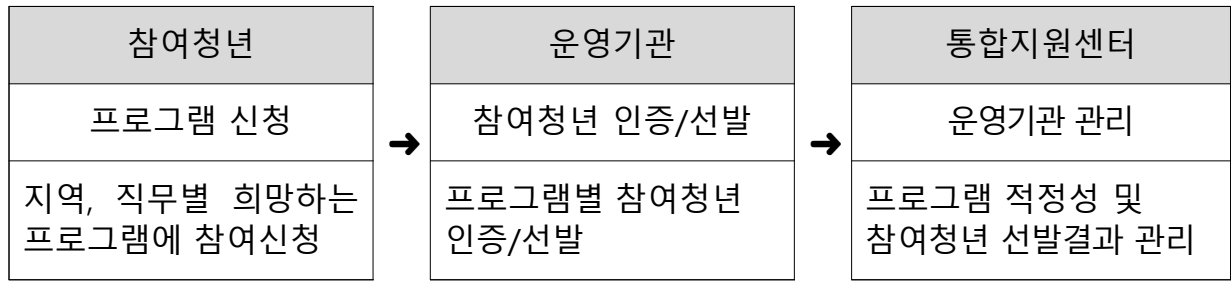 참여청년
프로그램 신청
지역, 직무별 희망하는
프로그램에 참여신청
➜
운영기관
참여청년 인증/선발
프로그램별 참여청년
인증/선발
➜
통합지원센터
운영기관 관리
프로그램 적정성 및
참여청년 선발결과 관리